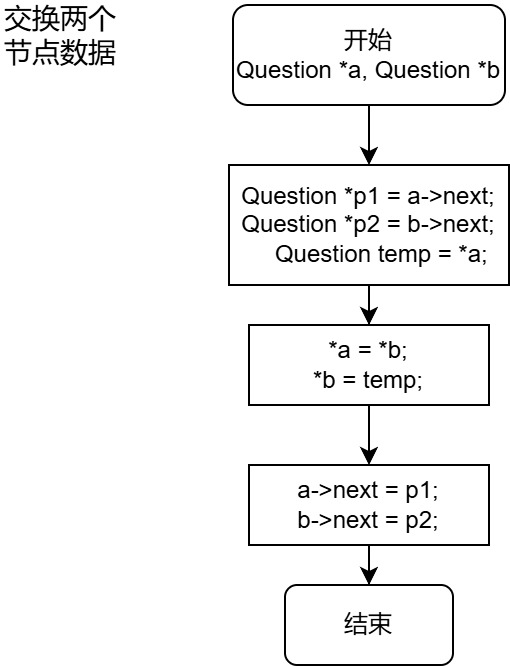 交换两个
节点数据
开始
Question *a, Question *b
Question *p1 = a->next;
Question *p2 = b->next;
Question temp = *a;
*a = *b;
*b = temp;
a->next = p1;
b->next = p2;
结束